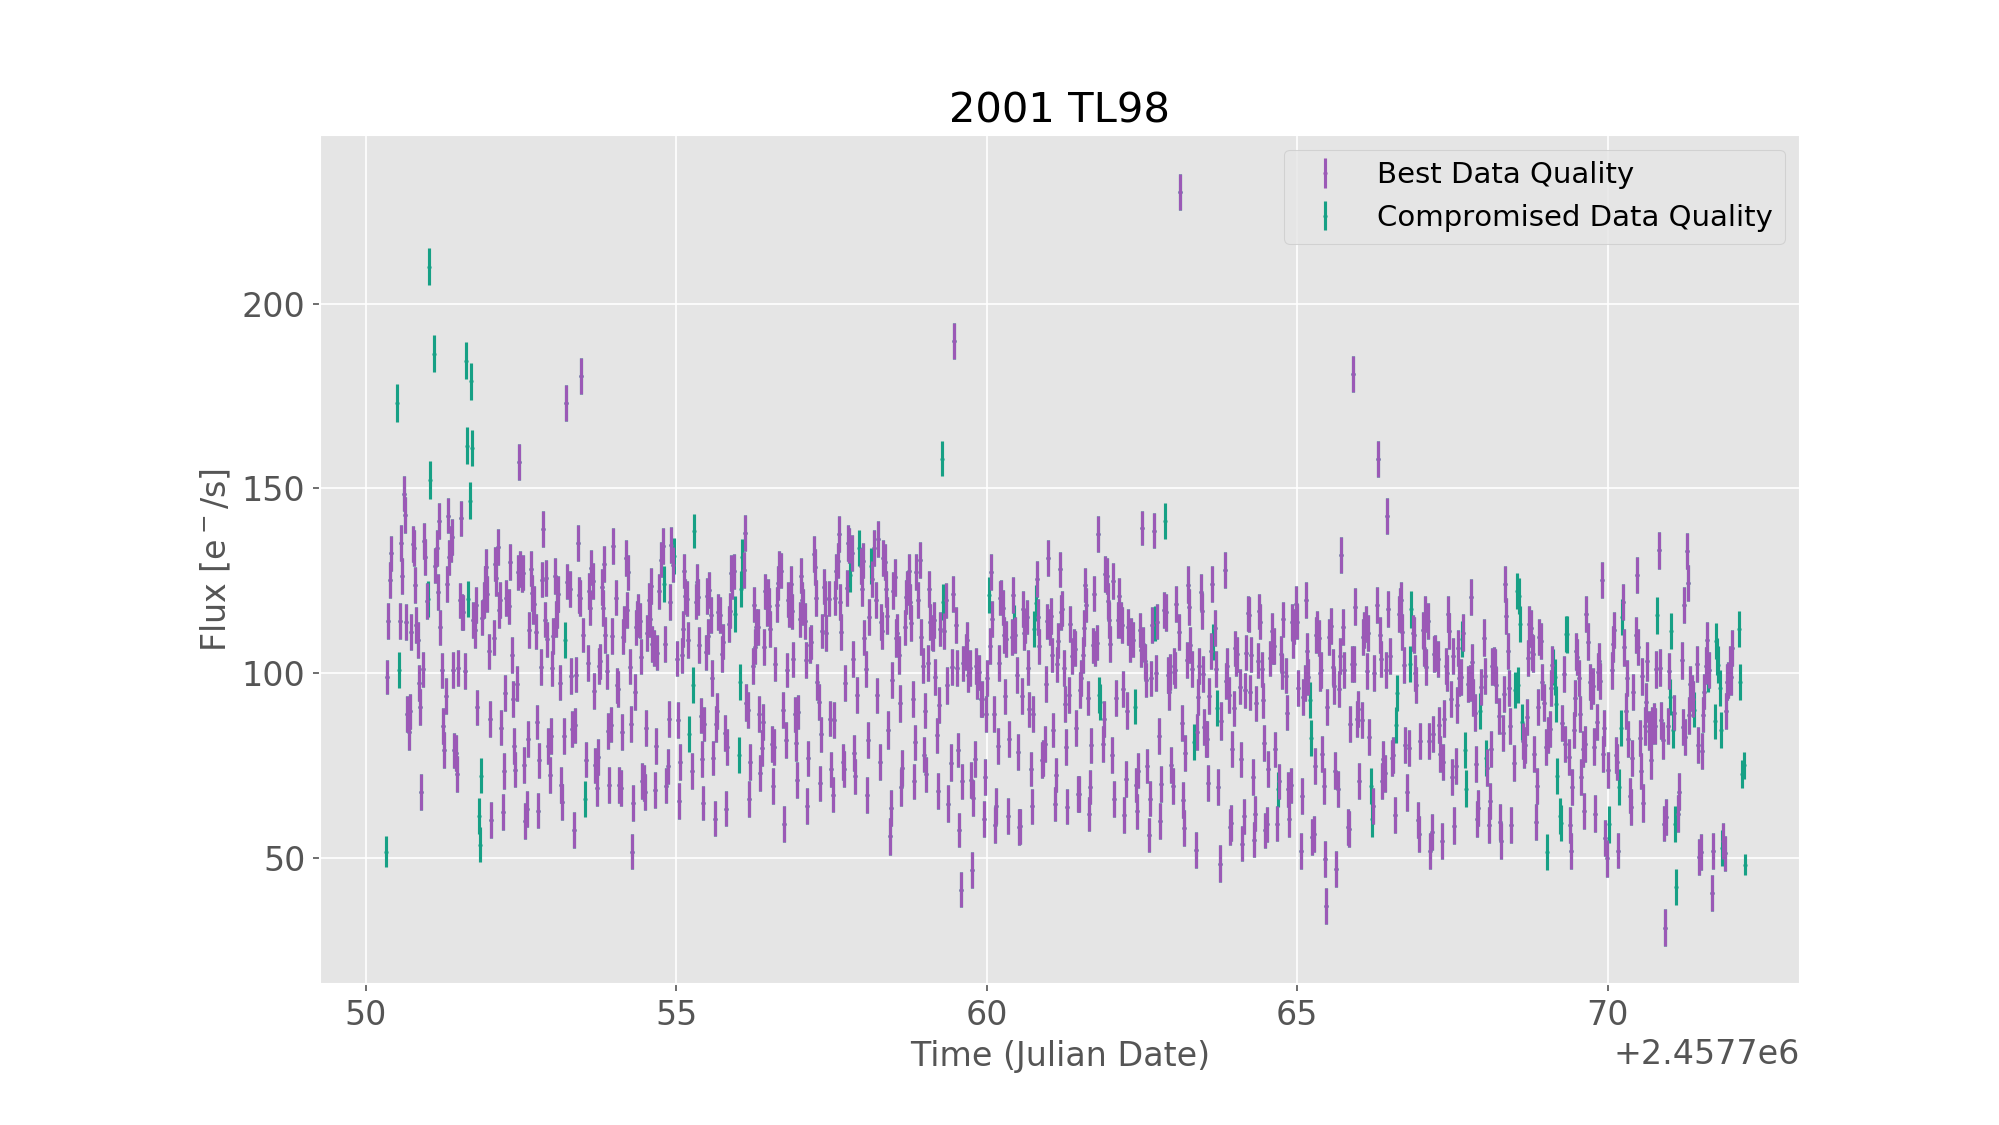 2001 TL98
Best Data Quality
Compromised Data Quality
Flux [e⁻/s]
200
150
100
50
50 55 60 65 70
Time (Julian Date)
+2.4577e6